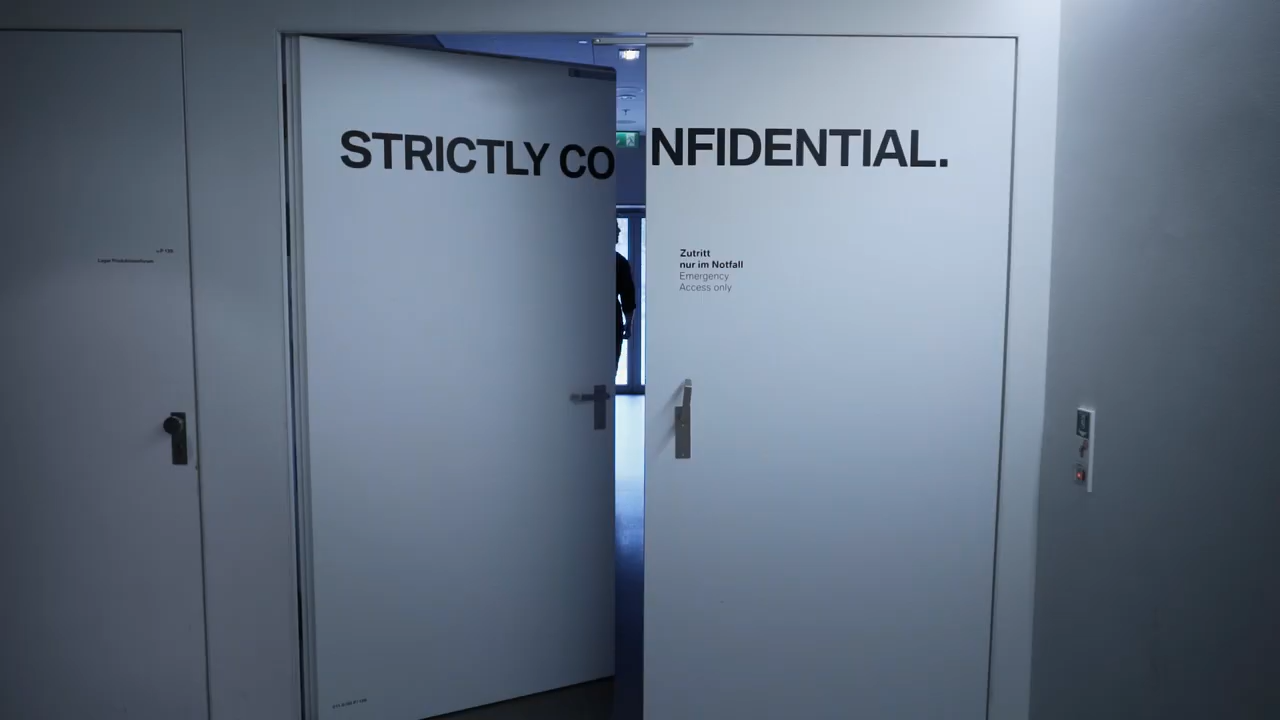 STRICTLY CONFIDENTIAL.
Zutritt
nur im Notfall
Emergency
Access only